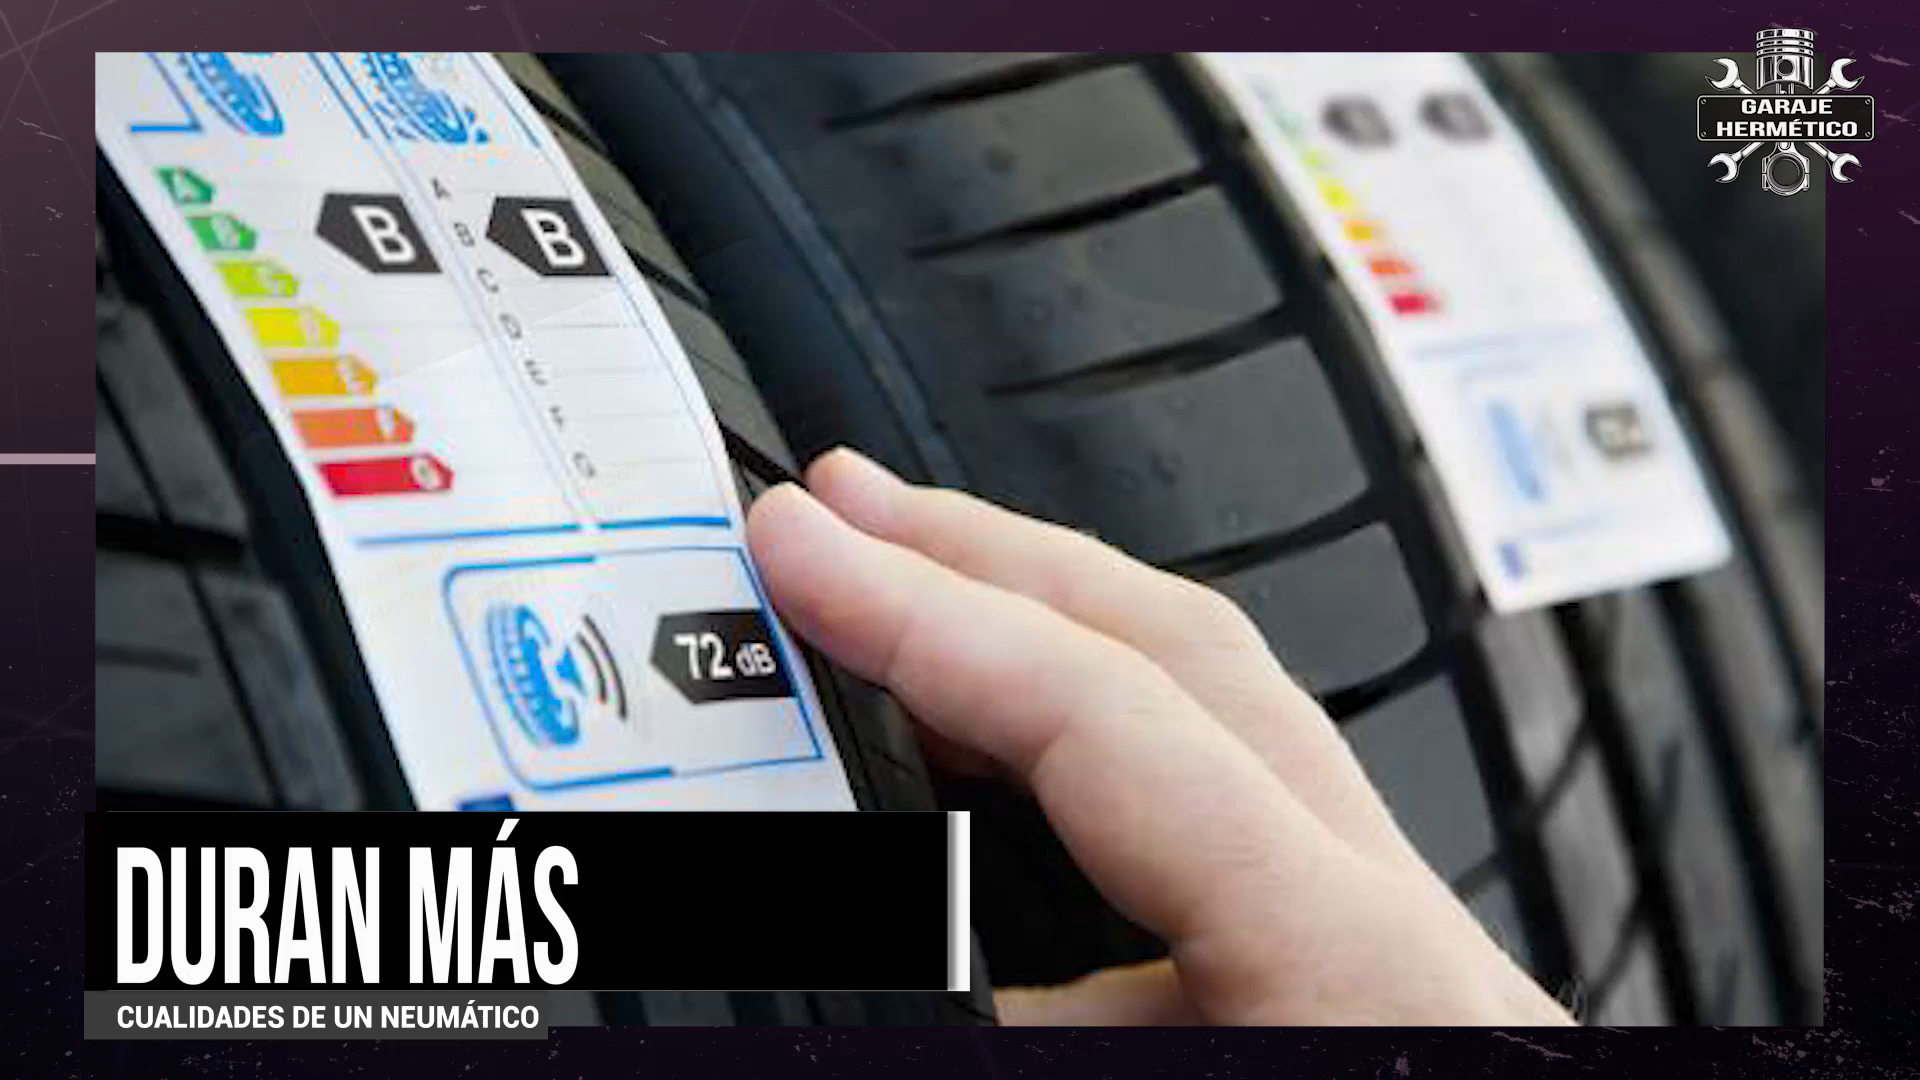 GARAJE
HERMÉTICO
A
B
B
A
B
B
C
D
E
F
G
72 dB
DURAN MÁS
CUALIDADES DE UN NEUMÁTICO